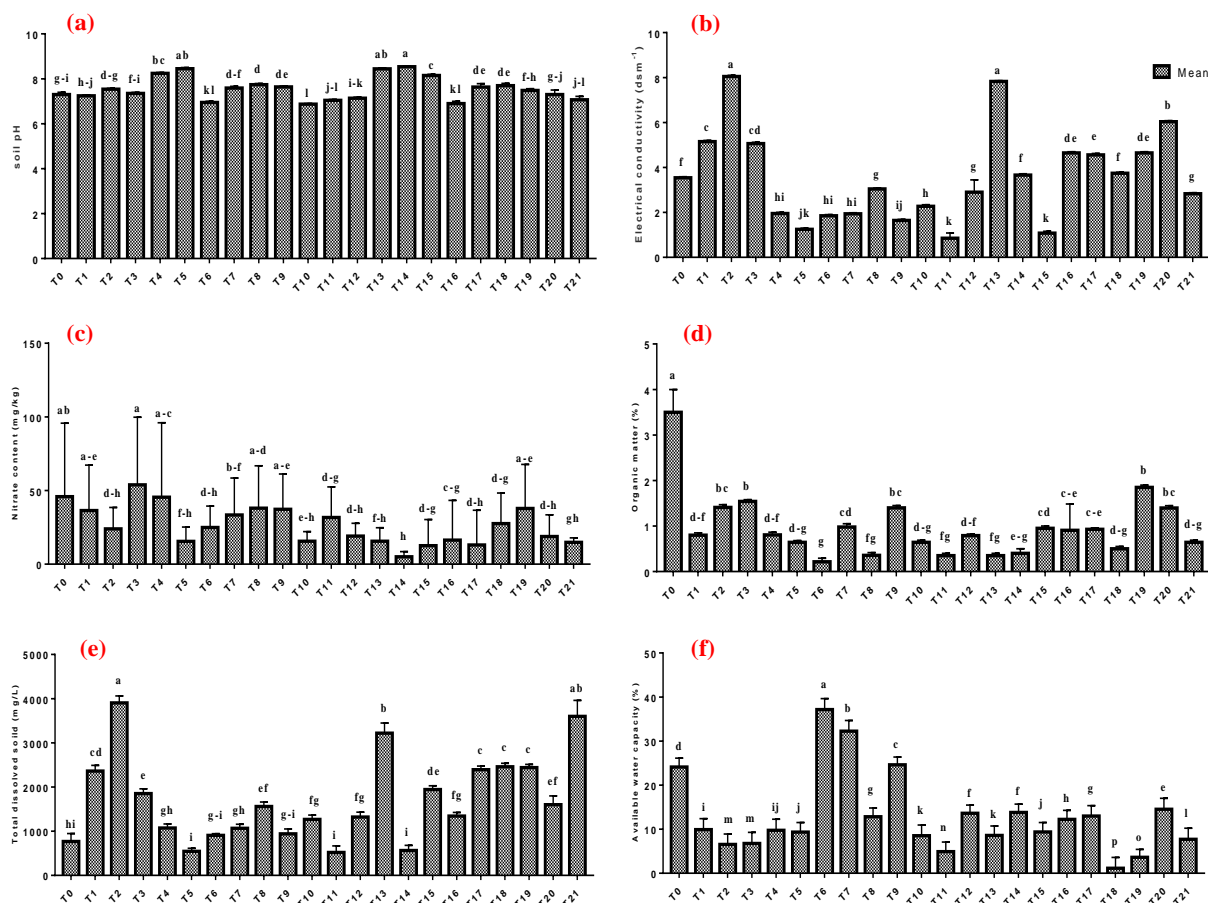 (a)
soil pH
10
8
6
4
2
0
g-i h-j d-g f-i bc ab kl d-f d de l j-l i-k ab a c kl de de f-h g-j j-l
T0 T1 T2 T3 T4 T5 T6 T7 T8 T9 T10 T11 T12 T13 T14 T15 T16 T17 T18 T19 T20 T21
(b)
Electrical conductivity (dsm-1)
10
8
6
4
2
0
f c a cd hi jk hi hi g ij h k g a f k de e f de b g
Mean
T0 T1 T2 T3 T4 T5 T6 T7 T8 T9 T10 T11 T12 T13 T14 T15 T16 T17 T18 T19 T20 T21
(c)
Nitrate content (mg/kg)
150
100
50
0
ab a-e d-h a a-c f-h d-h b-f a-d a-e e-h d-g d-h f-h h d-h c-g d-h d-g a-e d-h gh
T0 T1 T2 T3 T4 T5 T6 T7 T8 T9 T10 T11 T12 T13 T14 T15 T16 T17 T18 T19 T20 T21
(d)
Organic matter (%)
5
4
3
2
1
0
a d-f bc b d-f d-g g cd fg bc d-g fg d-f fg e-g cd c-e c-e d-g b bc d-g
T0 T1 T2 T3 T4 T5 T6 T7 T8 T9 T10 T11 T12 T13 T14 T15 T16 T17 T18 T19 T20 T21
(e)
Total dissolved soild (mg/L)
5000
4000
3000
2000
1000
0
hi cd a e gh i g-i gh ef g-i fg i fg b i de fg c c c ef ab
T0 T1 T2 T3 T4 T5 T6 T7 T8 T9 T10 T11 T12 T13 T14 T15 T16 T17 T18 T19 T20 T21
(f)
Available water capacity (%)
50
40
30
20
10
0
d i m m ij j a b g c k n f k f j h g p o e l
T0 T1 T2 T3 T4 T5 T6 T7 T8 T9 T10 T11 T12 T13 T14 T15 T16 T17 T18 T19 T20 T21